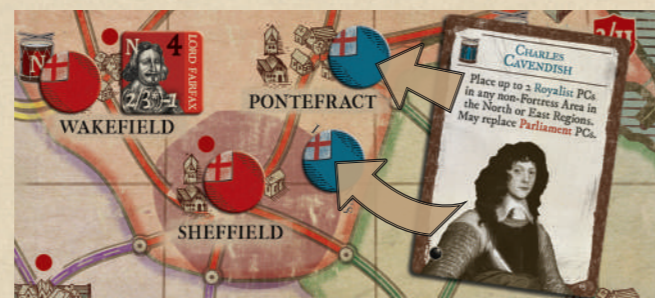 N
N 4
LORD FAIRFAX
2/3-1
WAKEFIELD
PONTEFRACT
SHEFFIELD
CHARLES
CAVENDISH
Place up to 2 Royalist PCs
in any non-Fortress Area in
the North or East Regions.
May replace Parliament PCs.